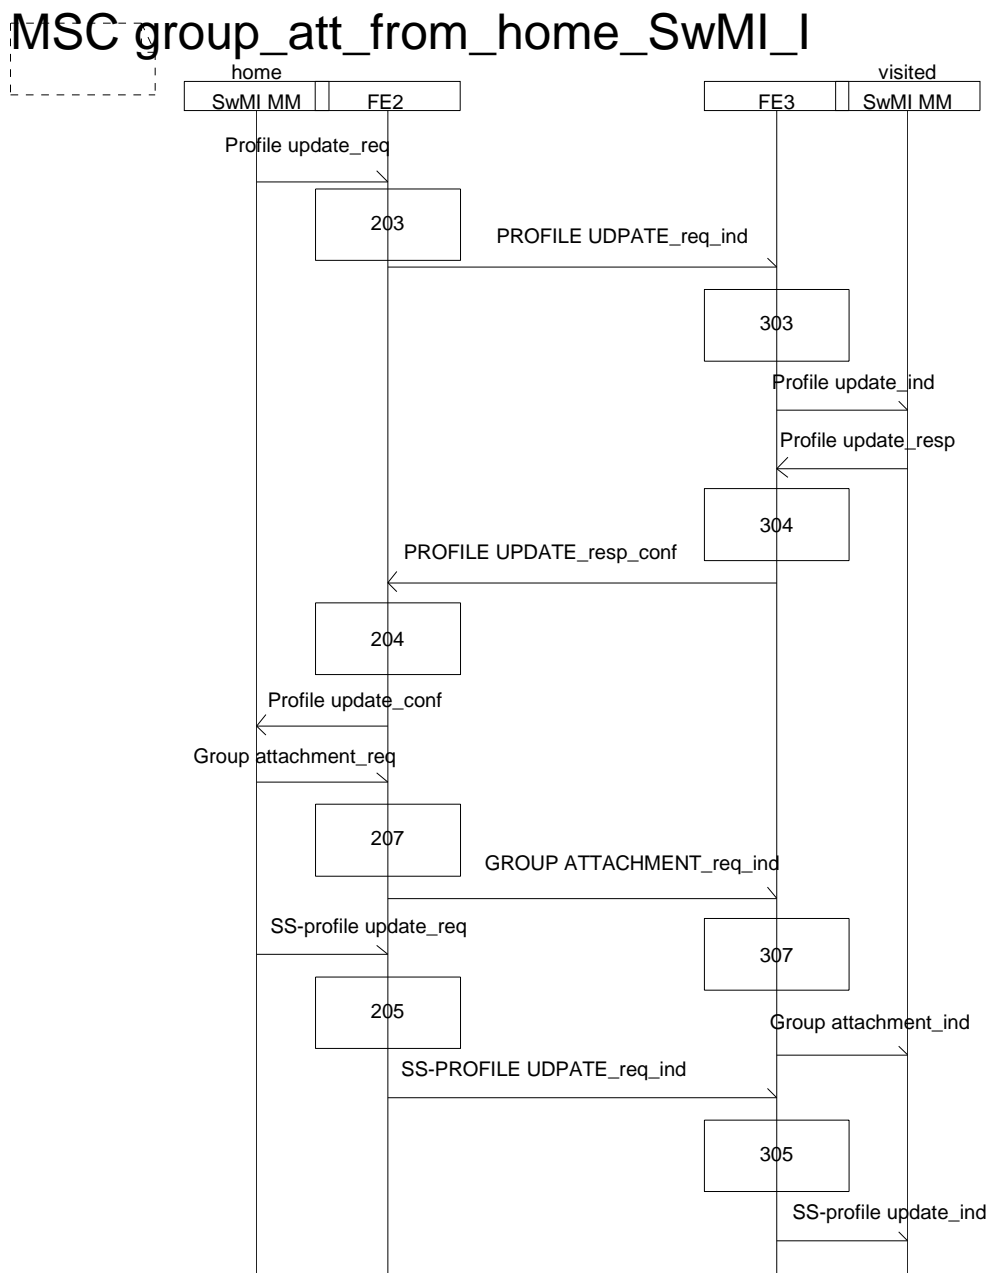 MSC group_att_from_home_SwMI_I
home
visited
SwMI MM
FE2
FE3
SwMI MM
Profile update_req
203
PROFILE UDPATE_req_ind
303
Profile update_ind
Profile update_resp
304
PROFILE UPDATE_resp_conf
204
Profile update_conf
Group attachment_req
207
GROUP ATTACHMENT_req_ind
SS-profile update_req
307
205
Group attachment_ind
SS-PROFILE UDPATE_req_ind
305
SS-profile update_ind